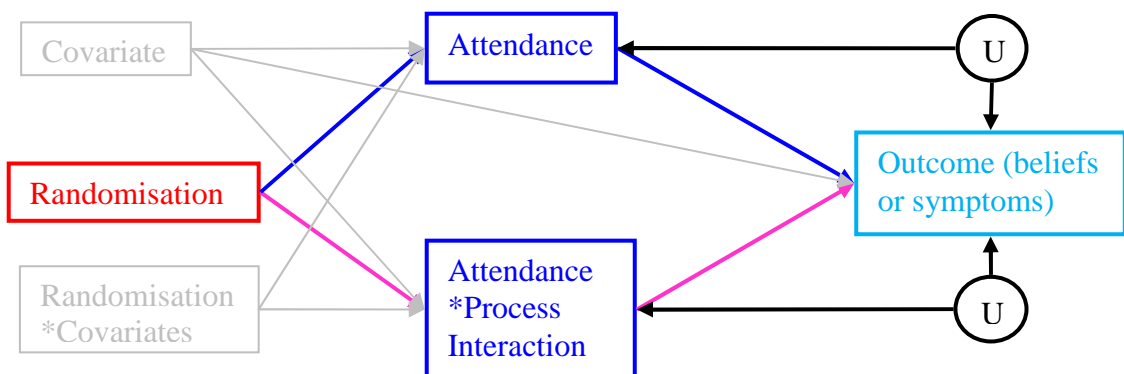 Covariate
Attendance
U
Randomisation
Outcome (beliefs
or symptoms)
Randomisation
*Covariates
Attendance
*Process
Interaction
U